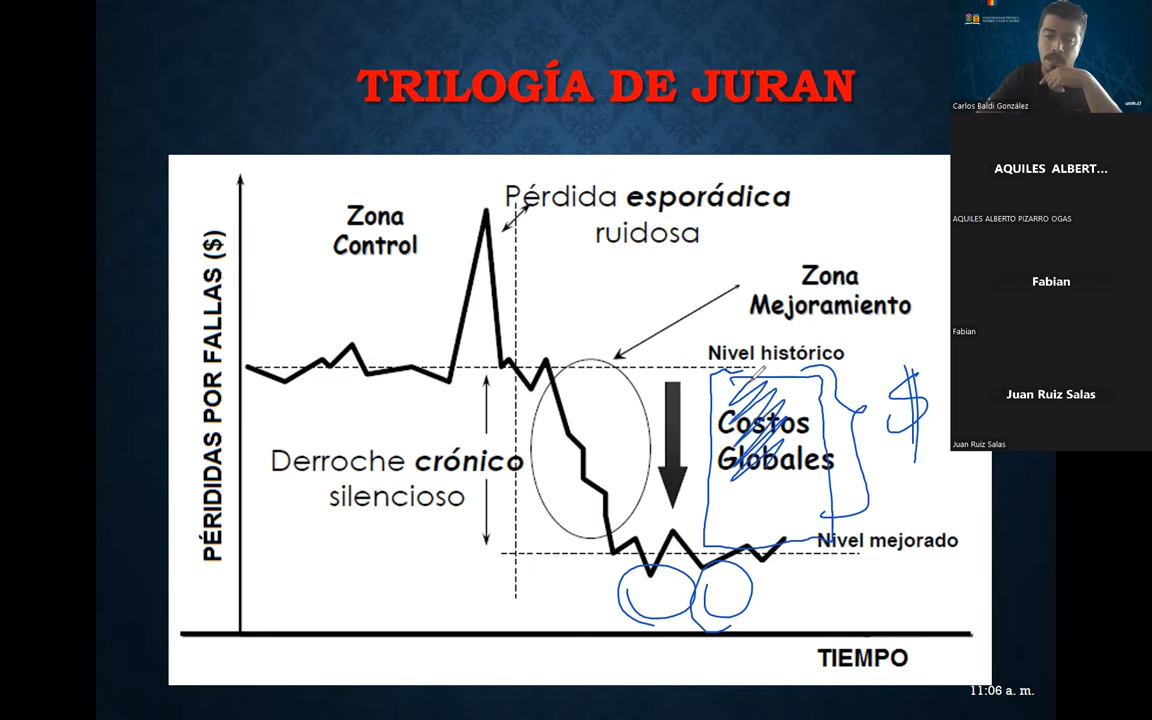 TRILOGÍA DE JURAN
Zona
Control
Pérdida esporádica
ruidosa
Zona
Mejoramiento
Nivel histórico
Costos
Globales
$
Derroche crónico
silencioso
Nivel mejorado
PÉRDIDAS POR FALLAS ($)
TIEMPO
11:06 a. m.
usm.cl
Carlos Baldi González
AQUILES ALBERT...
AQUILES ALBERTO PIZARRO OGAS
Fabian
Fabian
Juan Ruiz Salas
Juan Ruiz Salas